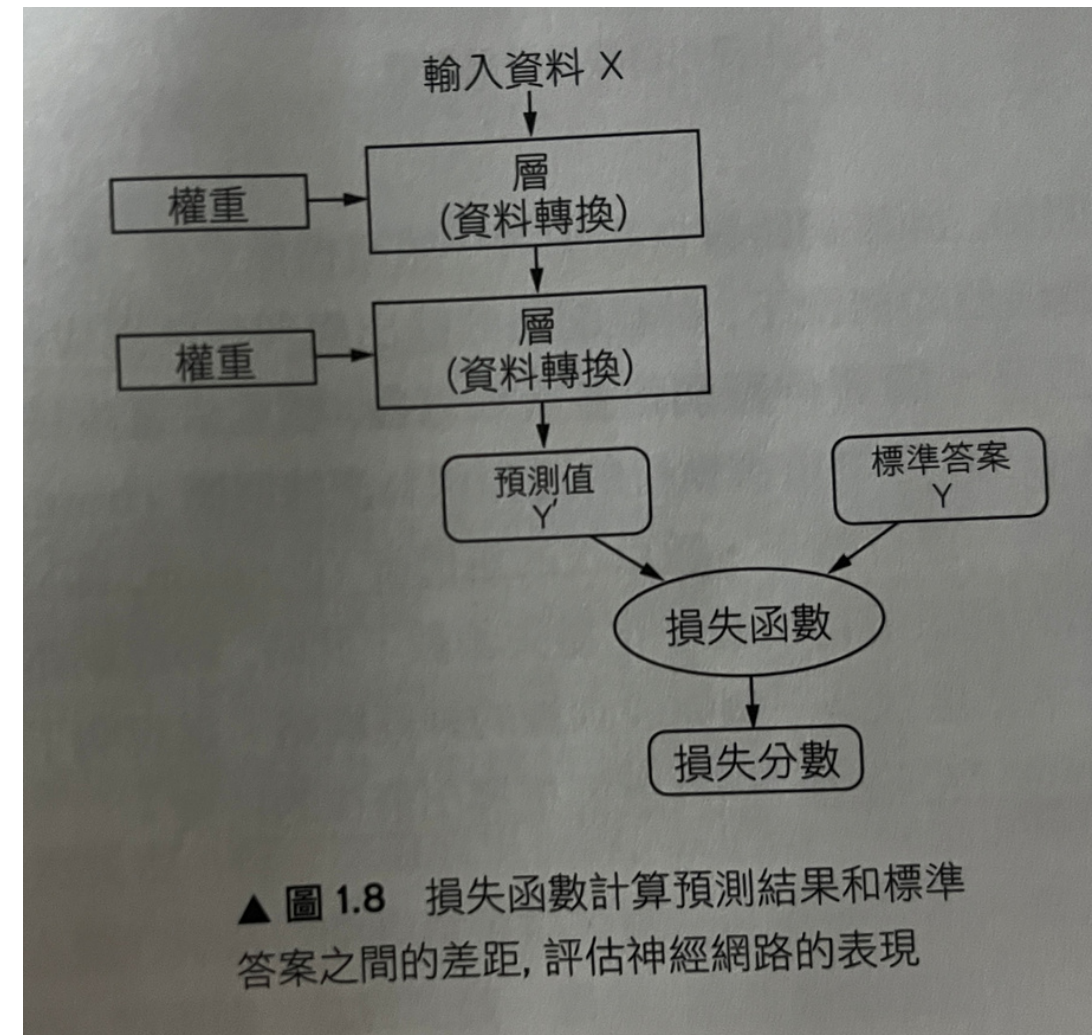 輸入資料 X
權重
層
(資料轉換)
權重
層
(資料轉換)
預測值
Y'
標準答案
Y
損失函數
損失分數
▲ 圖 1.8 損失函數計算預測結果和標準
答案之間的差距, 評估神經網路的表現